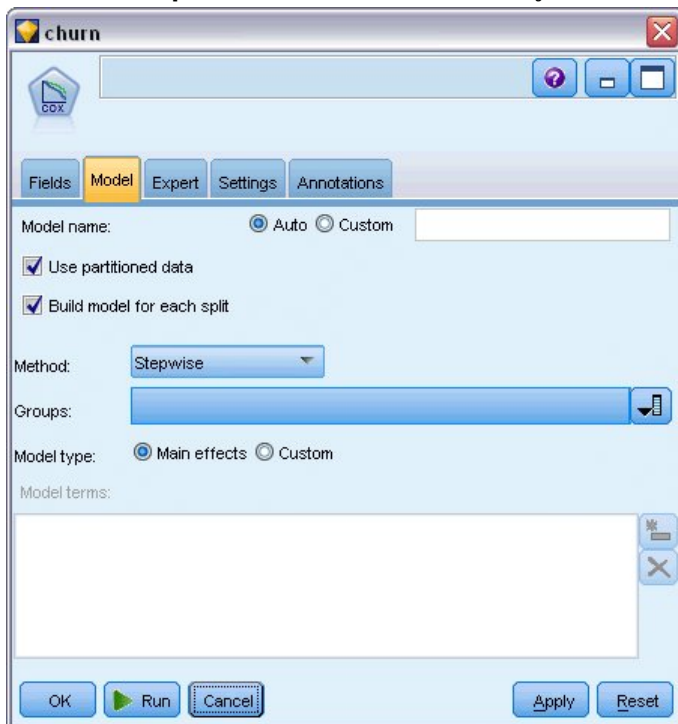 churn
COX
Fields Model Expert Settings Annotations
Model name: Auto Custom
Use partitioned data
Build model for each split
Method: Stepwise
Groups:
Model type: Main effects Custom
Model terms:
OK Run Cancel Apply Reset